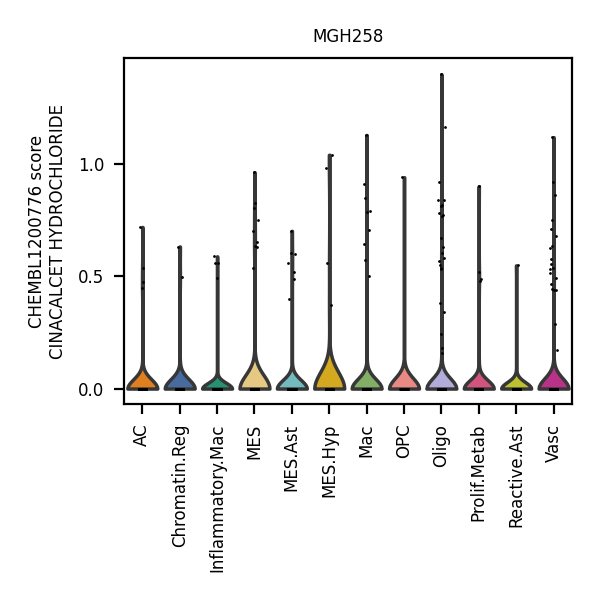 MGH258
CHEMBL1200776 score
CINACALCET HYDROCHLORIDE
1.0
0.5
0.0
AC
Chromatin.Reg
Inflammatory.Mac
MES
MES.Ast
MES.Hyp
Mac
OPC
Oligo
Prolif.Metab
Reactive.Ast
Vasc